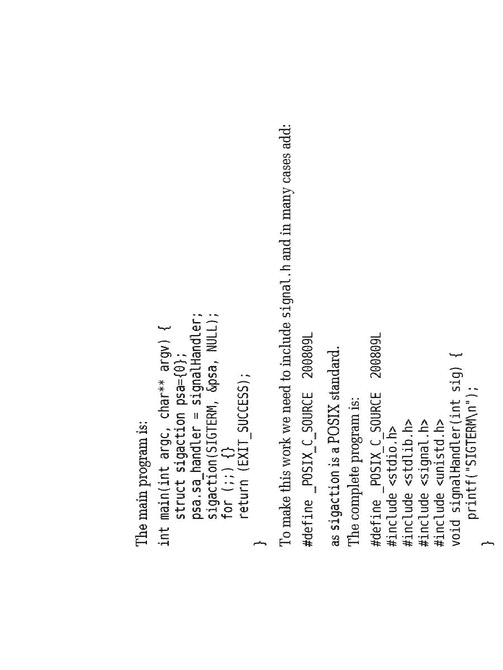 The main program is:
int main(int argc, char** argv) {
  struct sigaction psa={0};
  psa.sa_handler = signalHandler;
  sigaction(SIGTERM, &psa, NULL);
  for (;;) {}
  return (EXIT_SUCCESS);
}
To make this work we need to include signal.h and in many cases add:
#define _POSIX_C_SOURCE  200809L
as sigaction is a POSIX standard.
The complete program is:
#define _POSIX_C_SOURCE  200809L
#include <stdio.h>
#include <stdlib.h>
#include <signal.h>
#include <unistd.h>
void signalHandler(int sig) {
  printf("SIGTERM\n");
}